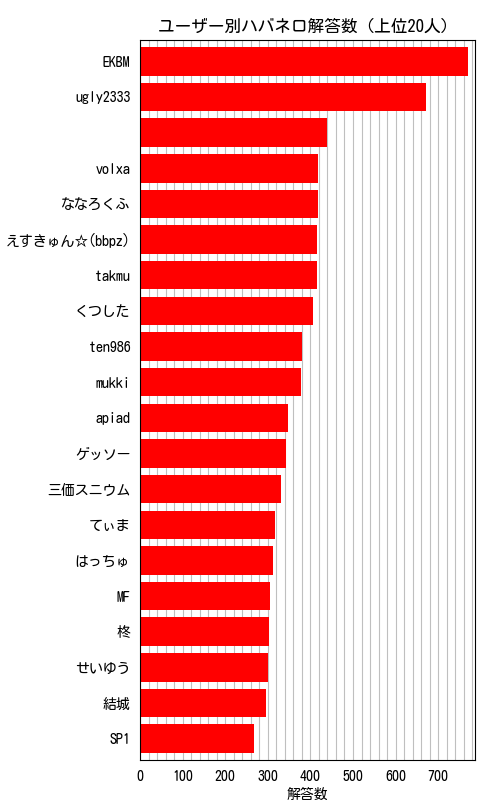 ユーザー別ハバネロ解答数 (上位20人)
EKBM
ugly2333
volxa
ななろくふ
えすきゅん☆(bbpz)
takmu
くつした
ten986
mukki
apiad
ゲッソー
三価スニウム
てぃま
はっちゅ
MF
柊
せいゆう
結城
SP1
0 100 200 300 400 500 600 700
解答数